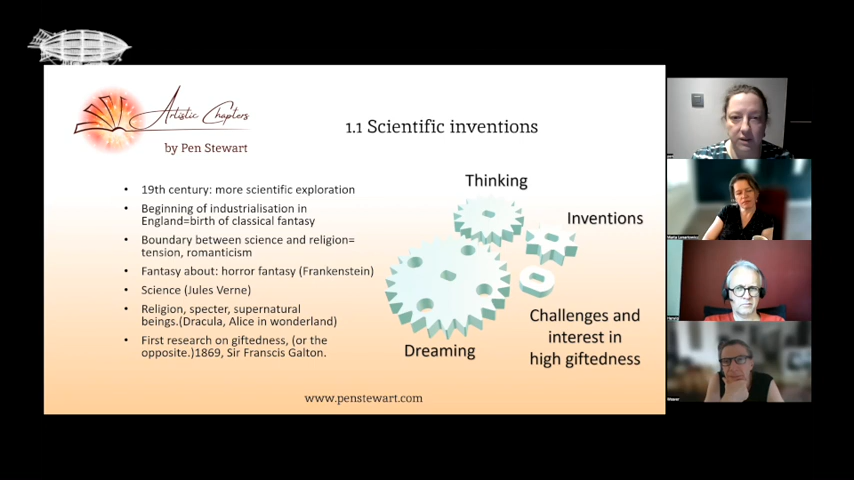 Artistic Chapters
by Pen Stewart
1.1 Scientific inventions
• 19th century: more scientific exploration
• Beginning of industrialisation in
England=birth of classical fantasy
• Boundary between science and religion=
tension, romanticism
• Fantasy about: horror fantasy (Frankenstein)
• Science (Jules Verne)
• Religion, specter, supernatural
beings.(Dracula, Alice in wonderland)
• First research on giftedness, (or the
opposite.)1869, Sir Franscis Galton.
Thinking
Inventions
Challenges and
interest in
high giftedness
Dreaming
www.penstewart.com